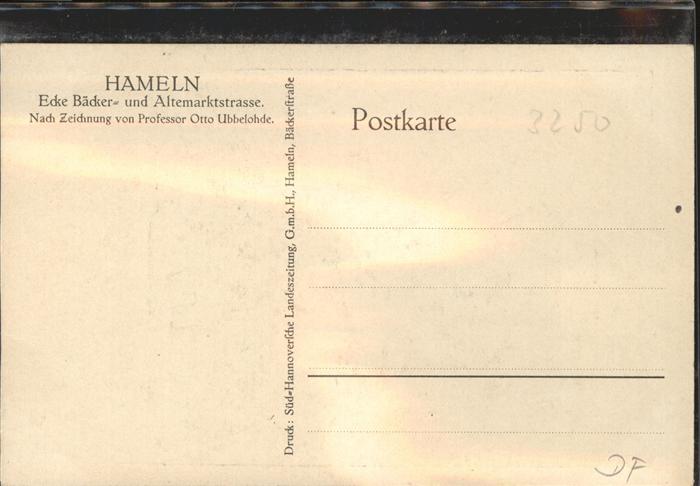 HAMELN
Ecke Bäcker= und Altemarktstrasse.
Nach Zeichnung von Professor Otto Ubbelohde.
Druck: Süd=Hannoverſche Landeszeitung, G.m.b.H., Hameln, Bäckerſtraße
Postkarte
3250
DF